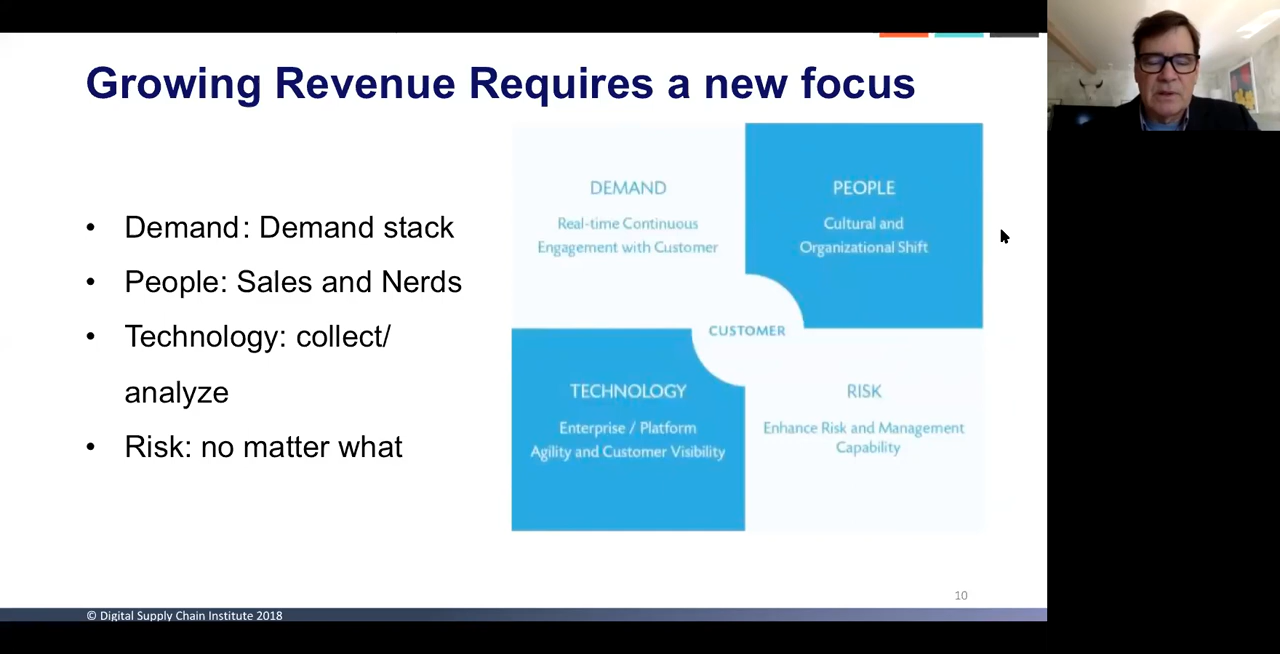 Growing Revenue Requires a new focus
• Demand: Demand stack
• People: Sales and Nerds
• Technology: collect/
analyze
• Risk: no matter what
DEMAND
Real-time Continuous
Engagement with Customer
PEOPLE
Cultural and
Organizational Shift
CUSTOMER
TECHNOLOGY
Enterprise / Platform
Agility and Customer Visibility
RISK
Enhance Risk and Management
Capability
10
© Digital Supply Chain Institute 2018